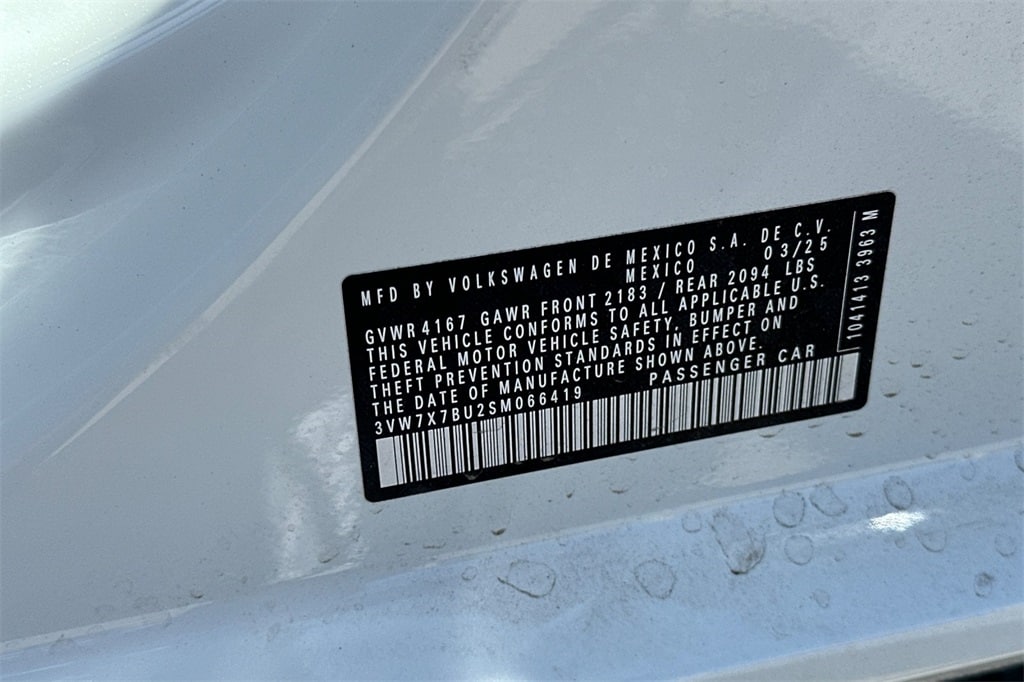 MFD BY VOLKSWAGEN DE MEXICO S.A. DE C.V.
MEXICO 03/25
GVWR 4167 GAWR FRONT 2183 / REAR 2094 LBS
THIS VEHICLE CONFORMS TO ALL APPLICABLE U.S.
FEDERAL MOTOR VEHICLE SAFETY, BUMPER AND
THEFT PREVENTION STANDARDS IN EFFECT ON
THE DATE OF MANUFACTURE SHOWN ABOVE.
3VW7X7BU2SM066419 PASSENGER CAR
1041413 3963 M